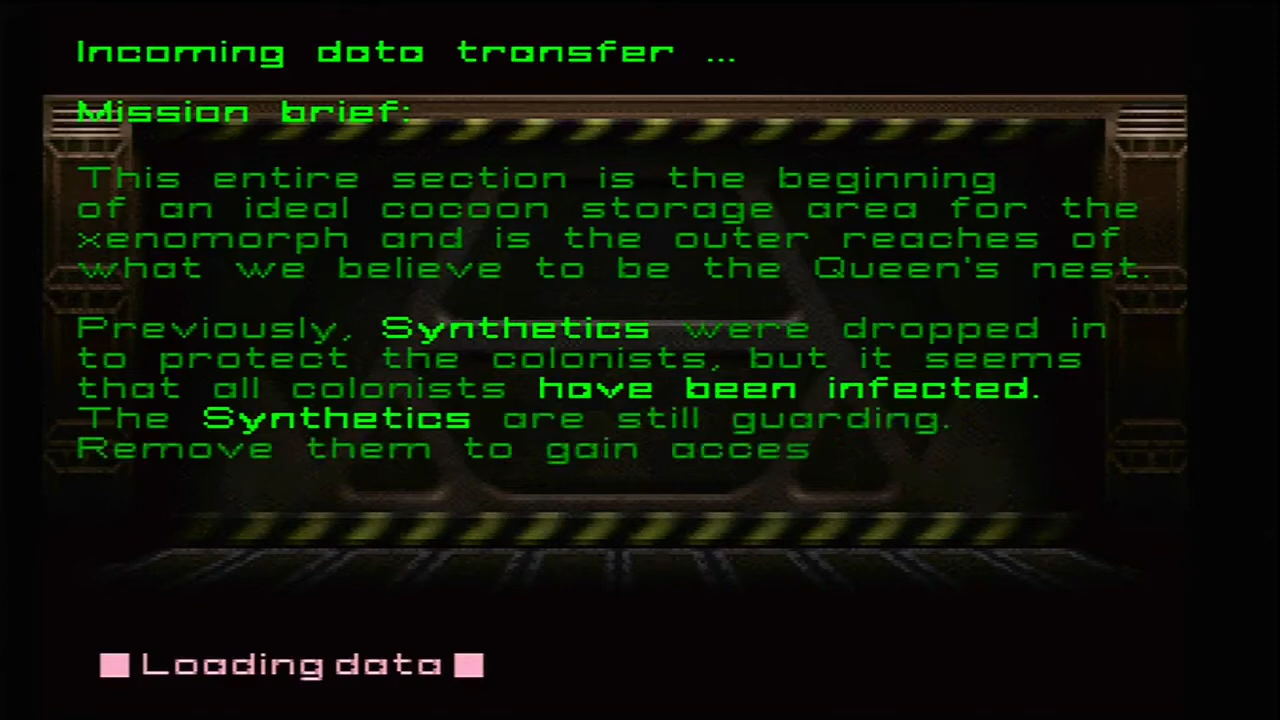 Incoming data transfer ...
Mission brief:
This entire section is the beginning
of an ideal cocoon storage area for the
xenomorph and is the outer reaches of
what we believe to be the Queen's nest.
Previously, Synthetics were dropped in
to protect the colonists, but it seems
that all colonists have been infected.
The Synthetics are still guarding.
Remove them to gain acces
Loading data